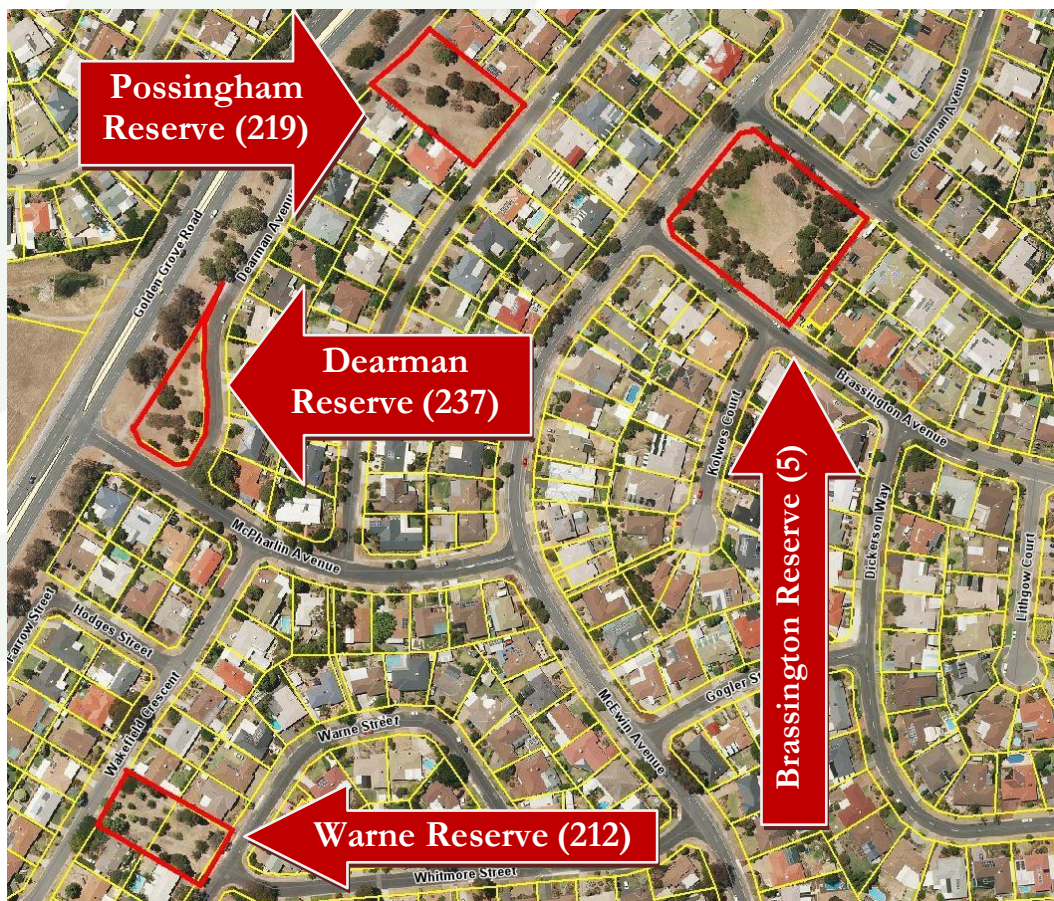 Possingham
Reserve (219)
Coleman Avenue
Golden Grove Road
Dearman Avenue
Dearman
Reserve (237)
Brassington Avenue
Kolwes Court
Brassington Reserve (5)
Dickerson Way
Lithgow Court
McPharlin Avenue
Hodges Street
Farrow Street
Wakefield Crescent
Warne Street
McEwin Avenue
Gogler St
Warne Reserve (212)
Whitmore Street